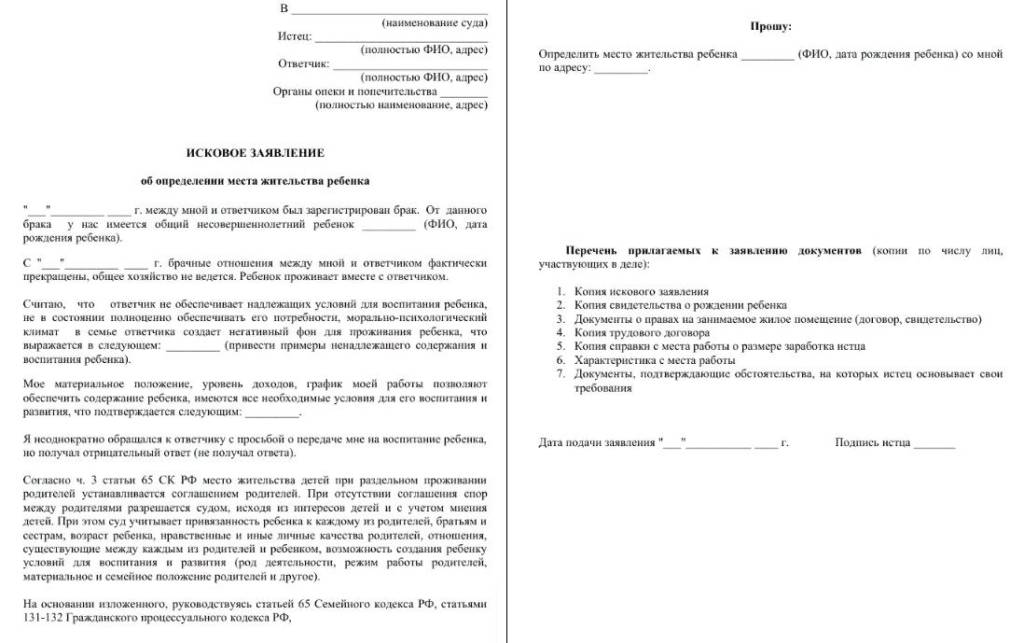 В ________________________________
(наименование суда)
Истец: ____________________________
(полностью ФИО, адрес)
Ответчик: _________________________
(полностью ФИО, адрес)
Органы опеки и попечительства ________
(полностью наименование, адрес)
ИСКОВОЕ ЗАЯВЛЕНИЕ
об определении места жительства ребенка
"___"_________ ____ г. между мной и ответчиком был зарегистрирован брак. От данного
брака у нас имеется общий несовершеннолетний ребенок _________ (ФИО, дата
рождения ребенка).
С "___"_________ ____ г. брачные отношения между мной и ответчиком фактически
прекращены, общее хозяйство не ведется. Ребенок проживает вместе с ответчиком.
Считаю, что ответчик не обеспечивает надлежащих условий для воспитания ребенка,
не в состоянии полноценно обеспечивать его потребности, морально-психологический
климат в семье ответчика создает негативный фон для проживания ребенка, что
выражается в следующем: _________ (привести примеры ненадлежащего содержания и
воспитания ребенка).
Мое материальное положение, уровень доходов, график моей работы позволяют
обеспечить содержание ребенка, имеются все необходимые условия для его воспитания и
развития, что подтверждается следующим: _________.
Я неоднократно обращался к ответчику с просьбой о передаче мне на воспитание ребенка,
но получал отрицательный ответ (не получал ответа).
Согласно ч. 3 статьи 65 СК РФ место жительства детей при раздельном проживании
родителей устанавливается соглашением родителей. При отсутствии соглашения спор
между родителями разрешается судом, исходя из интересов детей и с учетом мнения
детей. При этом суд учитывает привязанность ребенка к каждому из родителей, братьям и
сестрам, возраст ребенка, нравственные и иные личные качества родителей, отношения,
существующие между каждым из родителей и ребенком, возможность создания ребенку
условий для воспитания и развития (род деятельности, режим работы родителей,
материальное и семейное положение родителей и другое).
На основании изложенного, руководствуясь статьей 65 Семейного кодекса РФ, статьями
131-132 Гражданского процессуального кодекса РФ,
Прошу:
Определить место жительства ребенка _________ (ФИО, дата рождения ребенка) со мной
по адресу: _________.
Перечень прилагаемых к заявлению документов (копии по числу лиц,
участвующих в деле):
1. Копия искового заявления
2. Копия свидетельства о рождении ребенка
3. Документы о правах на занимаемое жилое помещение (договор, свидетельство)
4. Копия трудового договора
5. Копия справки с места работы о размере заработка истца
6. Характеристика с места работы
7. Документы, подтверждающие обстоятельства, на которых истец основывает свои
требования
Дата подачи заявления "___"___________ ____ г. Подпись истца _______